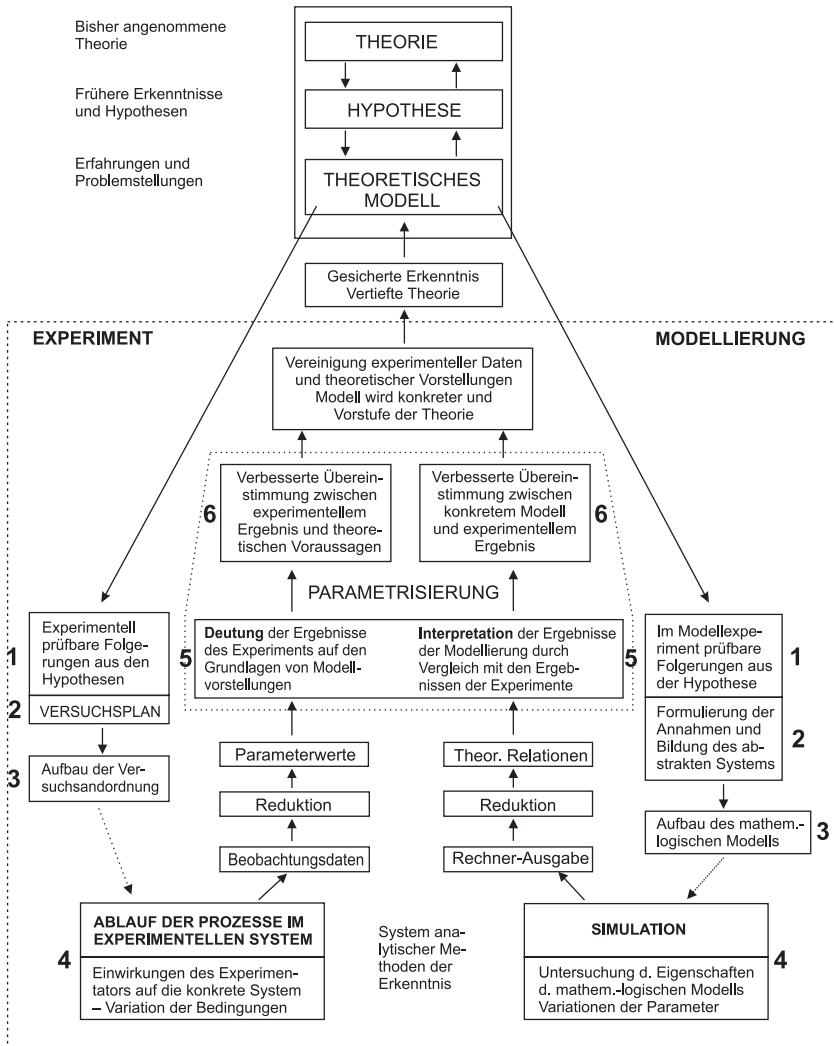 Bisher angenommene
Theorie
THEORIE
Frühere Erkenntnisse
und Hypothesen
HYPOTHESE
Erfahrungen und
Problemstellungen
THEORETISCHES
MODELL
Gesicherte Erkenntnis
Vertiefte Theorie
EXPERIMENT
MODELLIERUNG
Vereinigung experimenteller Daten
und theoretischer Vorstellungen
Modell wird konkreter und
Vorstufe der Theorie
6
Verbesserte Überein-
stimmung zwischen
experimentellem
Ergebnis und theore-
tischen Voraussagen
Verbesserte Überein-
stimmung zwischen
konkretem Modell
und experimentellem
Ergebnis
6
PARAMETRISIERUNG
1
Experimentell
prüfbare Folge-
rungen aus den
Hypothesen
2
VERSUCHSPLAN
3
Aufbau der Ver-
suchsandordnung
5
Deutung der Ergebnisse
des Experiments auf den
Grundlagen von Modell-
vorstellungen
Interpretation der Ergebnisse
der Modellierung durch
Vergleich mit den Ergeb-
nissen der Experimente
5
Im Modellexpe-
riment prüfbare
Folgerungen aus
der Hypothese
1
Formulierung der
Annahmen und
Bildung des ab-
strakten Systems
2
Aufbau des mathem.-
logischen Modells
3
Parameterwerte
Reduktion
Beobachtungsdaten
Theor. Relationen
Reduktion
Rechner-Ausgabe
4
ABLAUF DER PROZESSE IM
EXPERIMENTELLEN SYSTEM
Einwirkungen des Experimen-
tators auf die konkrete System
– Variation der Bedingungen
System ana-
lytischer Me-
thoden der
Erkenntnis
SIMULATION
Untersuchung d. Eigenschaften
d. mathem.-logischen Modells
Variationen der Parameter
4